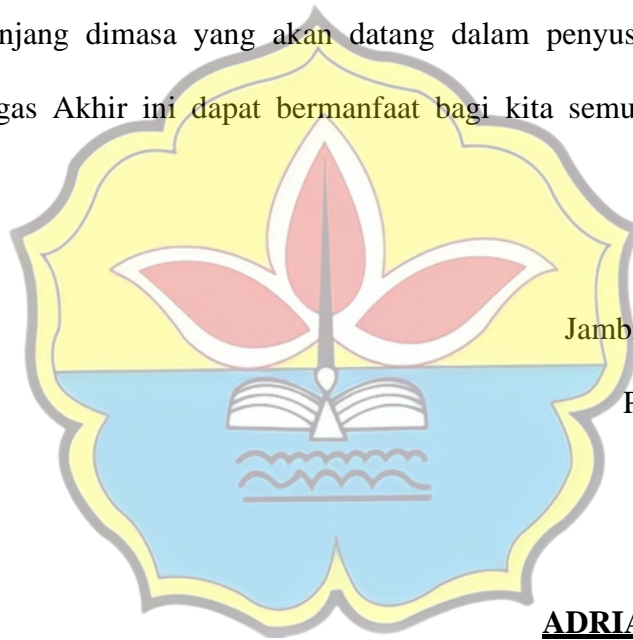 njang dimasa yang akan datang dalam penyus
gas Akhir ini dapat bermanfaat bagi kita semu
Jamb
P
ADRIA